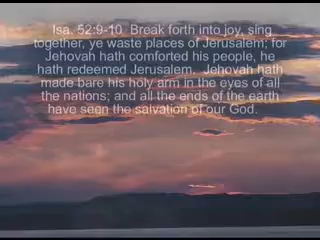 Isa. 52:9-10  Break forth into joy, sing
together, ye waste places of Jerusalem; for
Jehovah hath comforted his people, he
hath redeemed Jerusalem.  Jehovah hath
made bare his holy arm in the eyes of all
the nations; and all the ends of the earth
have seen the salvation of our God.